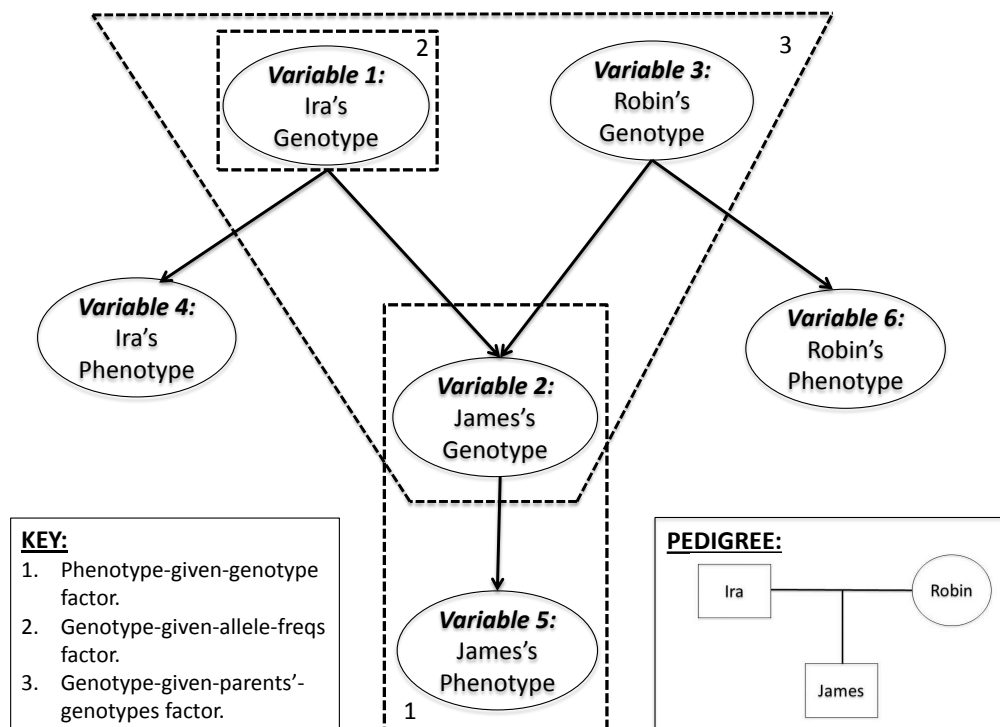 2
3
Variable 1:
Ira's
Genotype
Variable 3:
Robin's
Genotype
Variable 4:
Ira's
Phenotype
Variable 6:
Robin's
Phenotype
Variable 2:
James's
Genotype
Variable 5:
James's
Phenotype
1
KEY:
1. Phenotype-given-genotype
factor.
2. Genotype-given-allele-freqs
factor.
3. Genotype-given-parents'-
genotypes factor.
PEDIGREE:
Ira
Robin
James